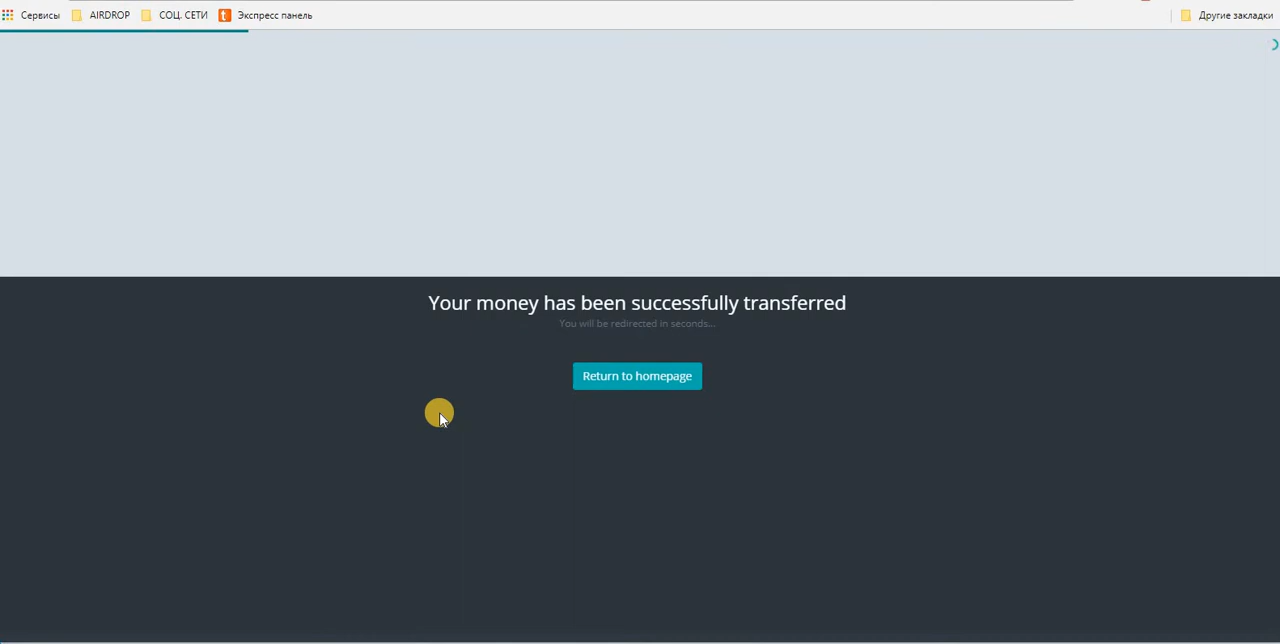 Сервисы AIRDROP СОЦ. СЕТИ t Экспресс панель Другие закладки
Your money has been successfully transferred
You will be redirected in seconds...
Return to homepage